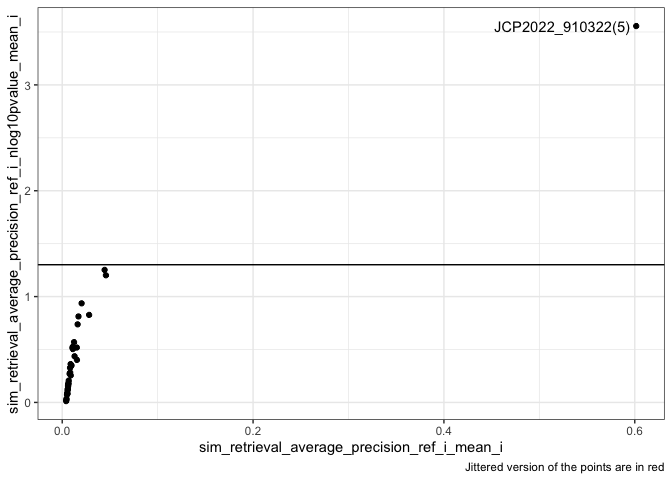 JCP2022_910322(5)
sim_retrieval_average_precision_ref_i_nlog10pvalue_mean_i
3
2
1
0
0.0
0.2
0.4
0.6
sim_retrieval_average_precision_ref_i_mean_i
Jittered version of the points are in red